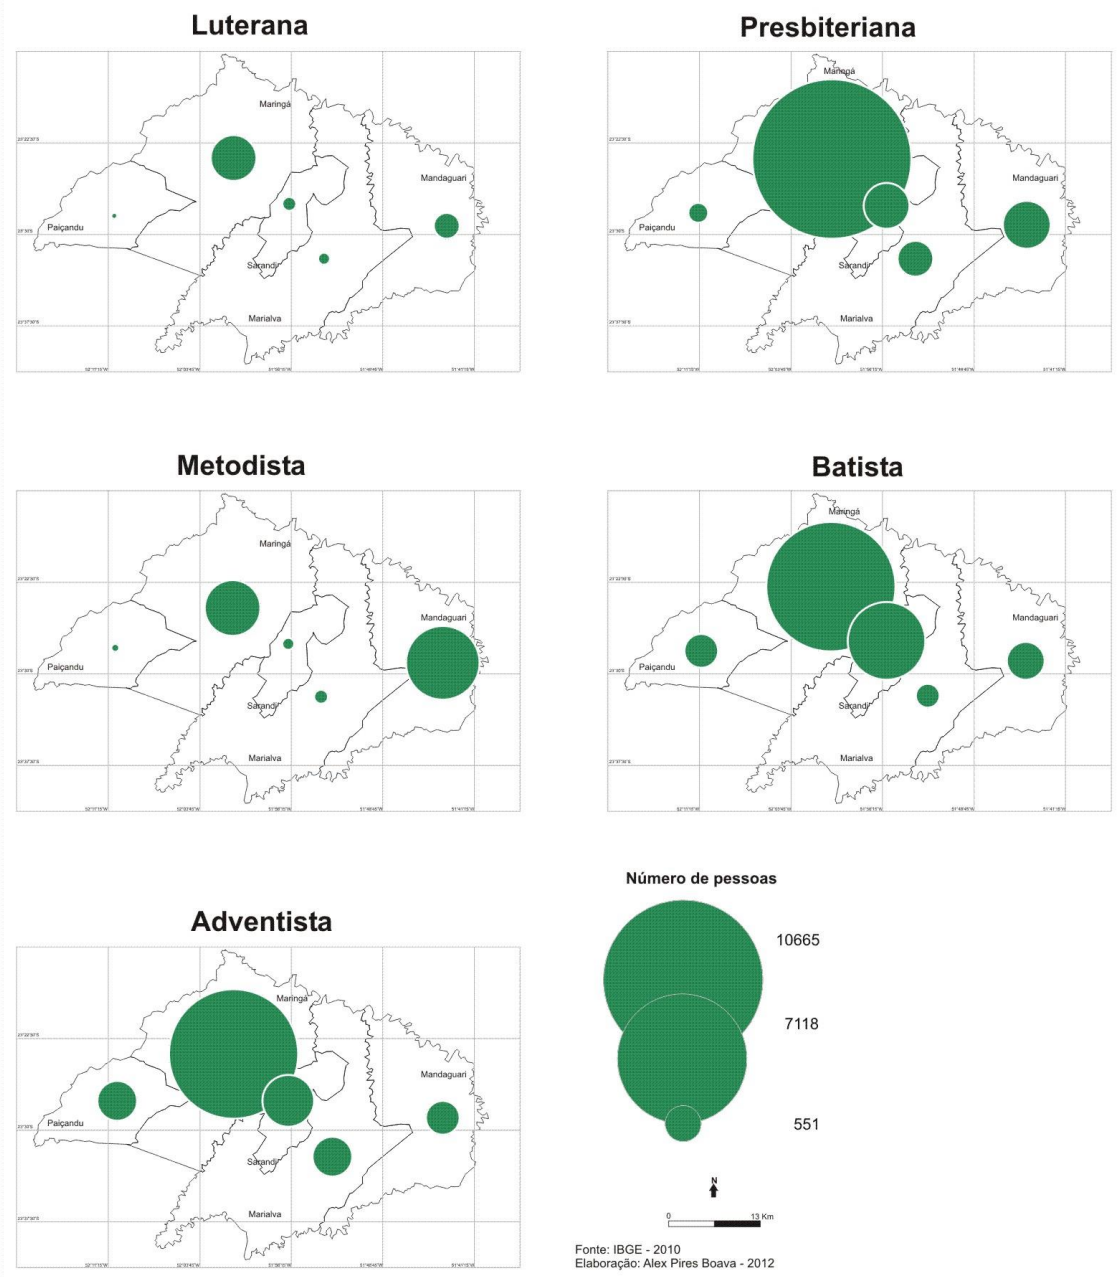 Luterana
Maringá
Mandaguari
Paiçandu
Sarandi
Marialva
Presbiteriana
Maringá
Mandaguari
Paiçandu
Sarandi
Marialva
Metodista
Maringá
Mandaguari
Paiçandu
Sarandi
Marialva
Batista
Maringá
Mandaguari
Paiçandu
Sarandi
Marialva
Adventista
Maringá
Mandaguari
Paiçandu
Sarandi
Marialva
Número de pessoas
10665
7118
551
N
0 13 Km
Fonte: IBGE - 2010
Elaboração: Alex Pires Boava - 2012